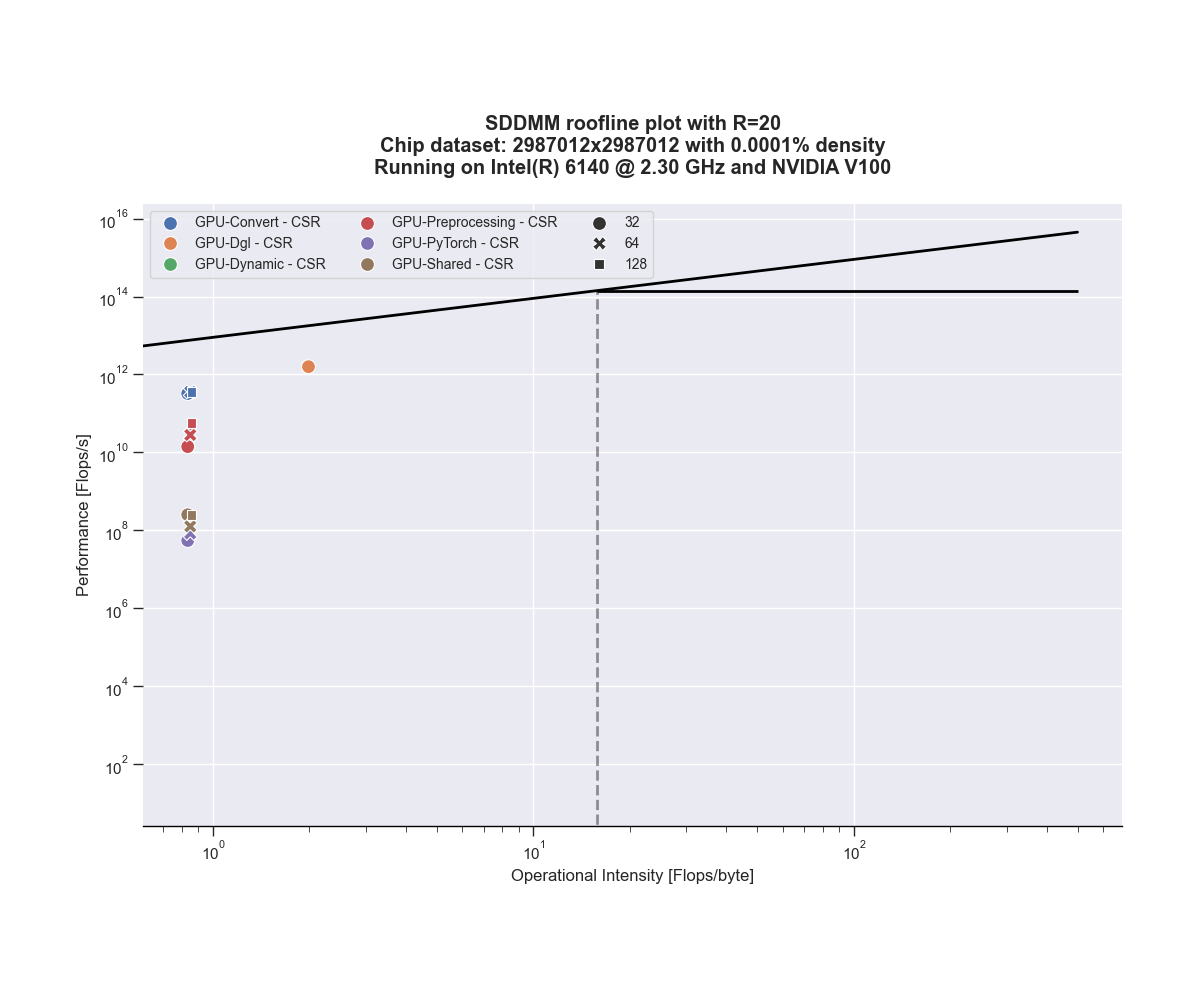 SDDMM roofline plot with R=20
Chip dataset: 2987012x2987012 with 0.0001% density
Running on Intel(R) 6140 @ 2.30 GHz and NVIDIA V100
GPU-Convert - CSR GPU-Preprocessing - CSR 32
GPU-Dgl - CSR GPU-PyTorch - CSR 64
GPU-Dynamic - CSR GPU-Shared - CSR 128
10^16
10^14
10^12
10^10
10^8
10^6
10^4
10^2
Performance [Flops/s]
10^0 10^1 10^2
Operational Intensity [Flops/byte]